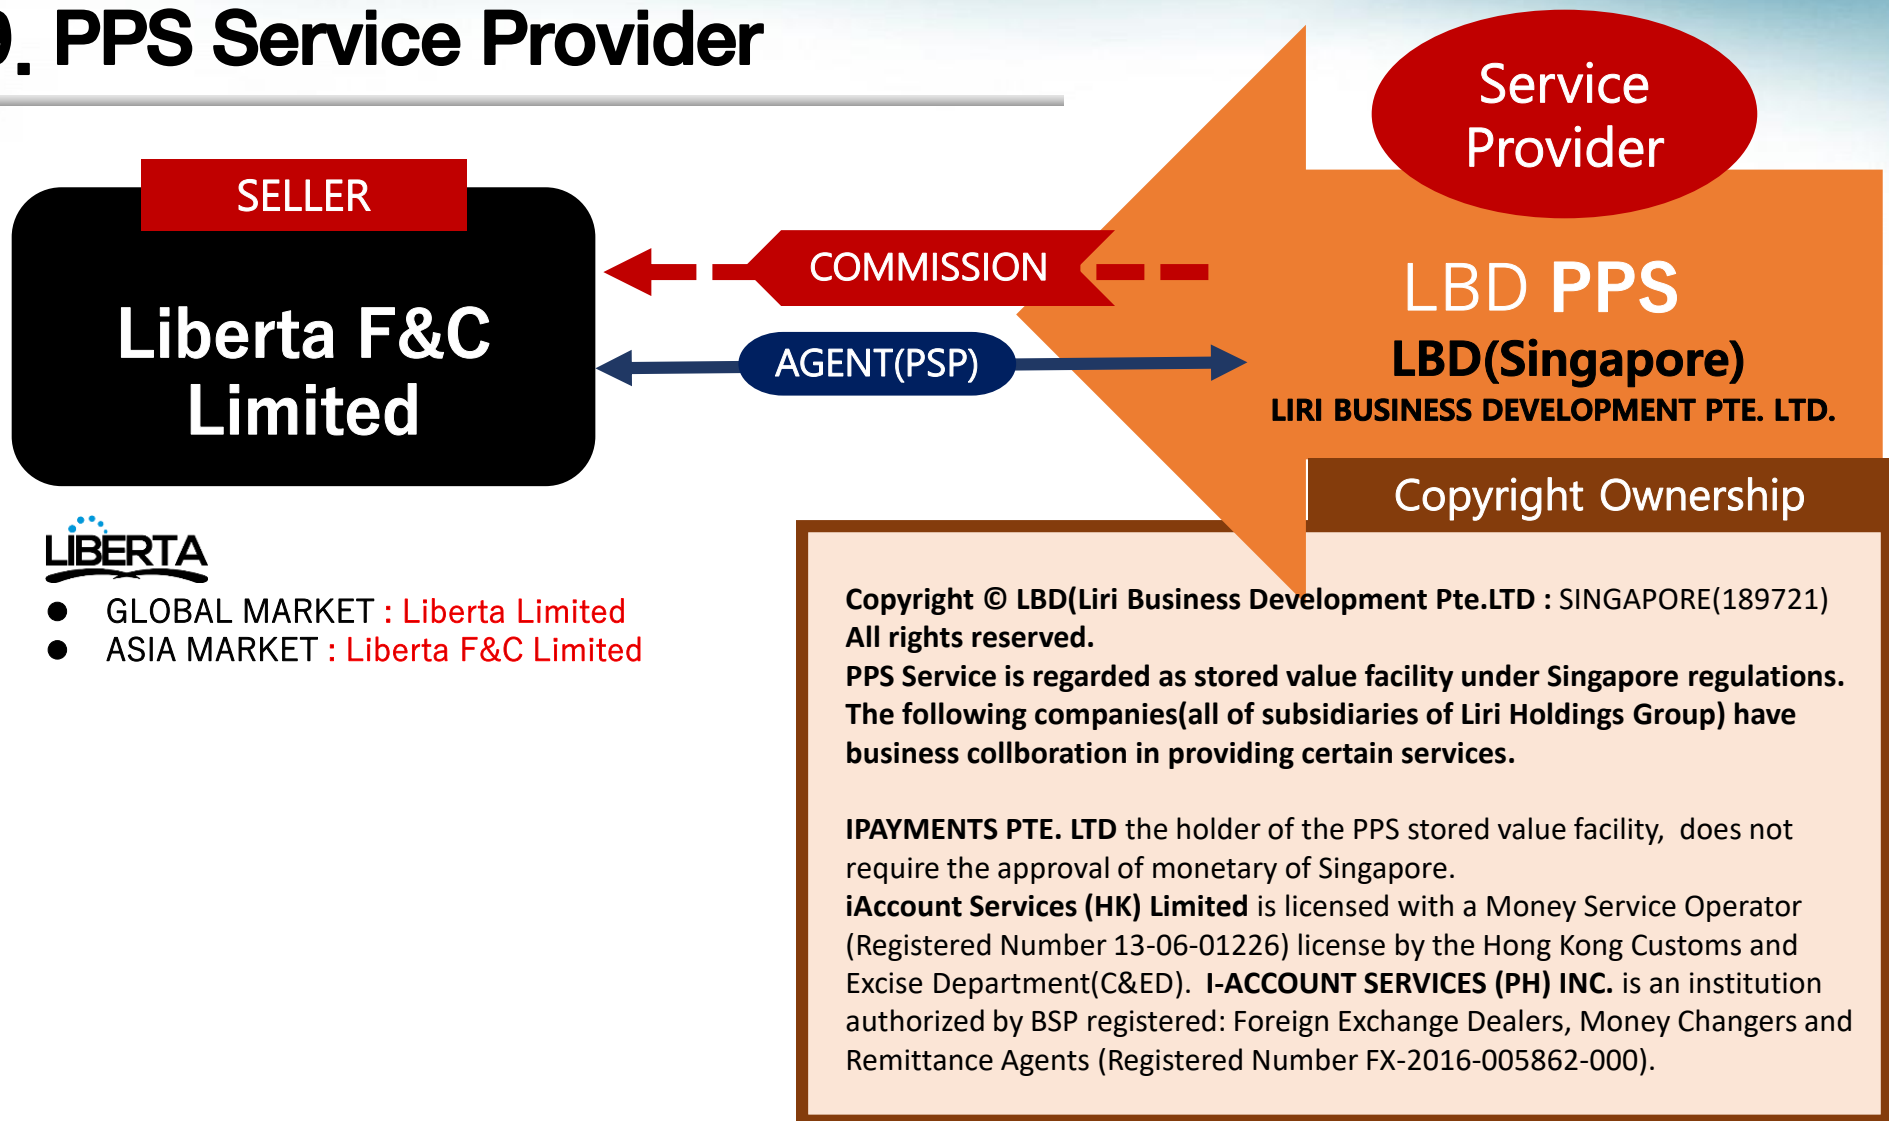 9. PPS Service Provider
Service
Provider
SELLER
Liberta F&C
Limited
COMMISSION
AGENT(PSP)
LBD PPS
LBD(Singapore)
LIRI BUSINESS DEVELOPMENT PTE. LTD.
Copyright Ownership
LIBERTA
● GLOBAL MARKET : Liberta Limited
● ASIA MARKET : Liberta F&C Limited
Copyright © LBD(Liri Business Development Pte.LTD : SINGAPORE(189721)
All rights reserved.
PPS Service is regarded as stored value facility under Singapore regulations.
The following companies(all of subsidiaries of Liri Holdings Group) have
business collboration in providing certain services.
IPAYMENTS PTE. LTD the holder of the PPS stored value facility, does not
require the approval of monetary of Singapore.
iAccount Services (HK) Limited is licensed with a Money Service Operator
(Registered Number 13-06-01226) license by the Hong Kong Customs and
Excise Department(C&ED). I-ACCOUNT SERVICES (PH) INC. is an institution
authorized by BSP registered: Foreign Exchange Dealers, Money Changers and
Remittance Agents (Registered Number FX-2016-005862-000).